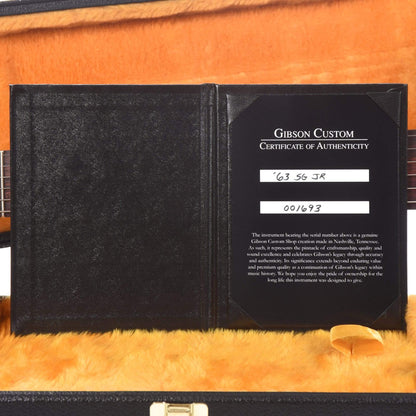 GIBSON CUSTOM
CERTIFICATE OF AUTHENTICITY
'63 SG JR
001693
The instrument bearing the serial number above is a genuine
Gibson Custom Shop creation made in Nashville, Tennessee.
As such, it represents the pinnacle of craftsmanship, quality and
sound excellence and celebrates Gibson's legacy through accuracy
and authenticity. Its significance extends beyond enduring value
and premium quality as a continuation of Gibson's legacy within
music history. We hope you enjoy the pride of ownership for the
long life this instrument was designed to give.